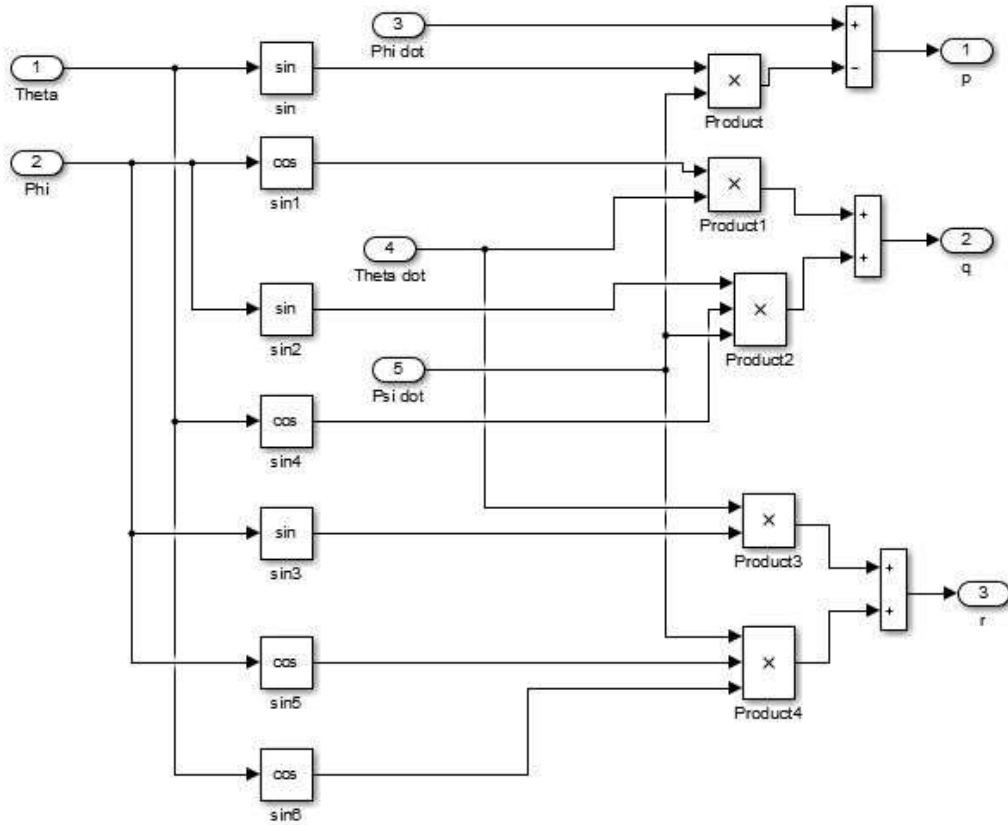 3
Phi dot
1
Theta
sin
sin
×
Product
+
−
1
p
2
Phi
cos
sin1
×
Product1
4
Theta dot
+
+
2
q
sin
sin2
×
Product2
5
Psi dot
cos
sin4
sin
sin3
×
Product3
+
+
3
r
cos
sin5
×
Product4
cos
sin6